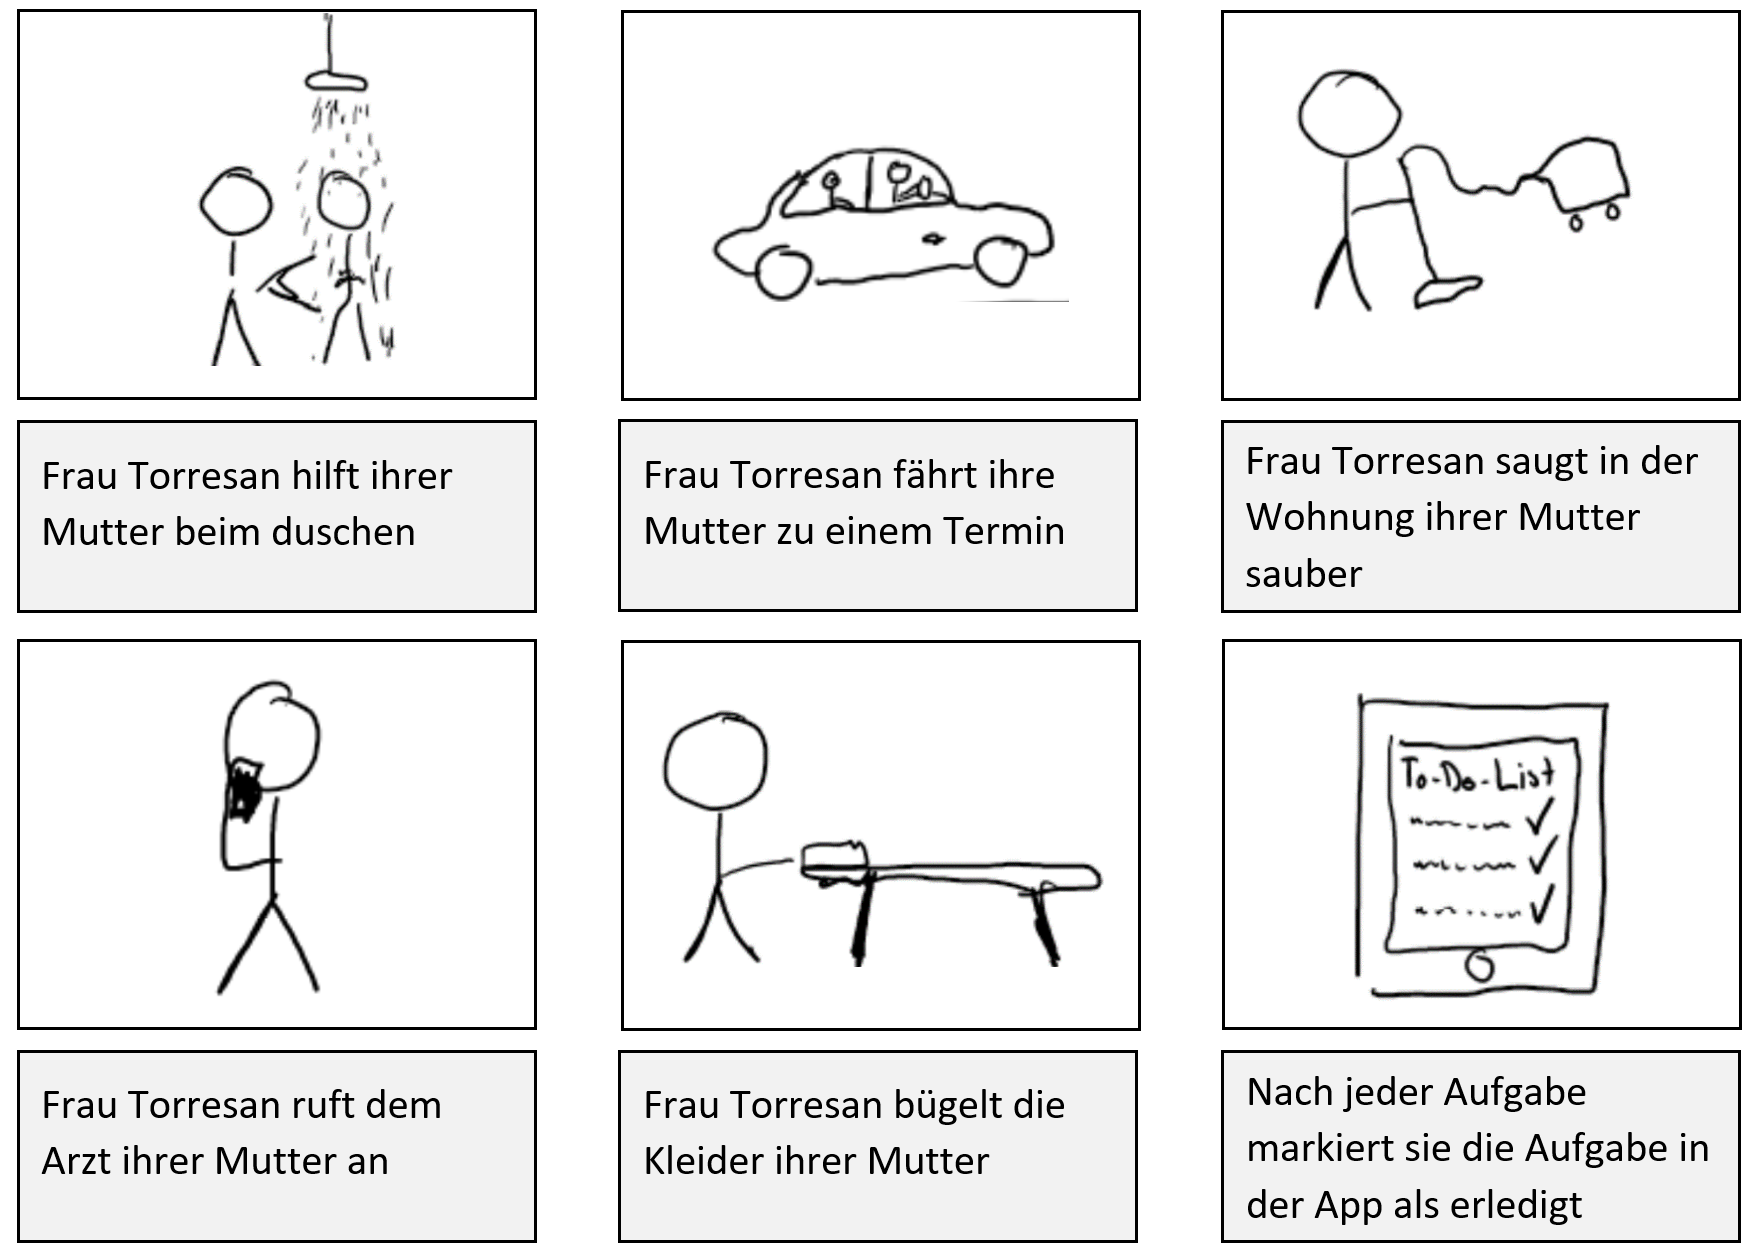 Frau Torresan hilft ihrer
Mutter beim duschen
Frau Torresan fährt ihre
Mutter zu einem Termin
Frau Torresan saugt in der
Wohnung ihrer Mutter
sauber
To-Do-List
Frau Torresan ruft dem
Arzt ihrer Mutter an
Frau Torresan bügelt die
Kleider ihrer Mutter
Nach jeder Aufgabe
markiert sie die Aufgabe in
der App als erledigt